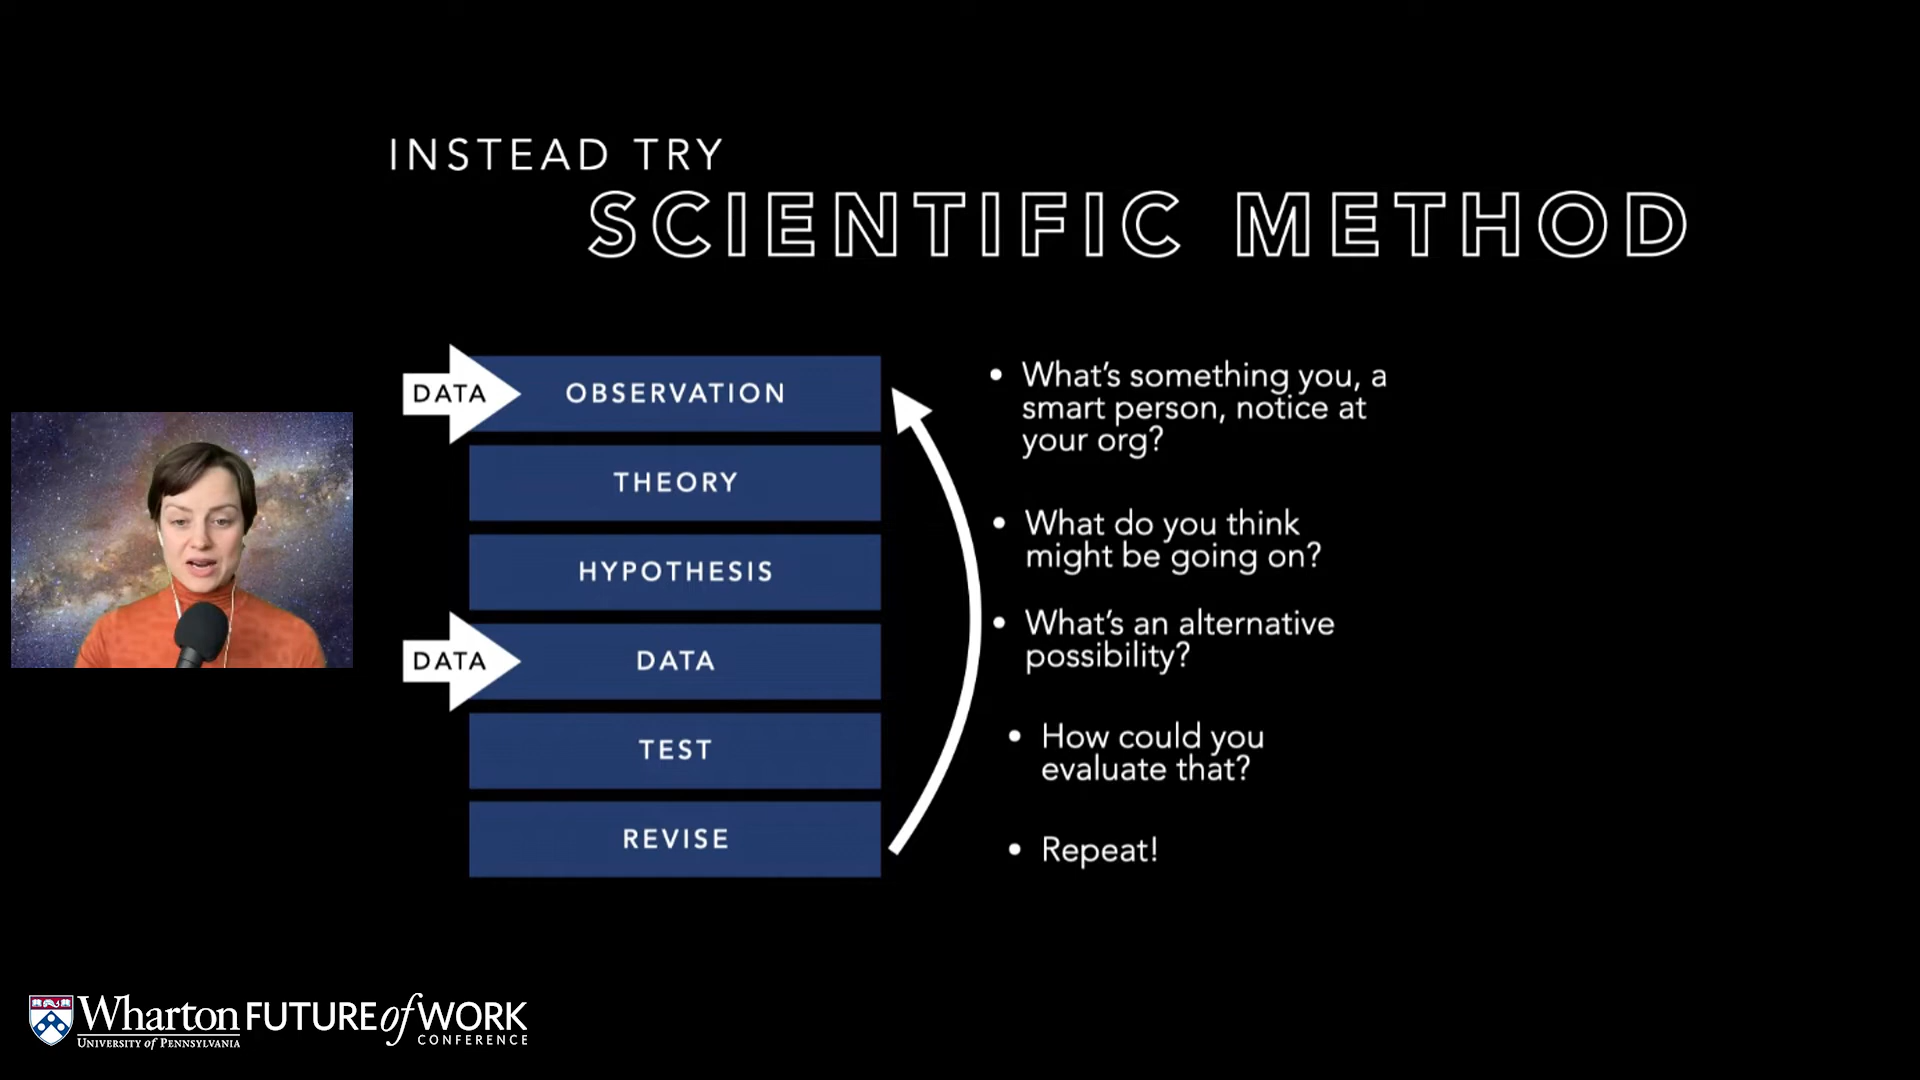 INSTEAD TRY
SCIENTIFIC METHOD
DATA
OBSERVATION
THEORY
HYPOTHESIS
DATA
DATA
TEST
REVISE
• What's something you, a
smart person, notice at
your org?
• What do you think
might be going on?
• What's an alternative
possibility?
• How could you
evaluate that?
• Repeat!
Wharton
UNIVERSITY of PENNSYLVANIA
FUTURE of WORK
CONFERENCE